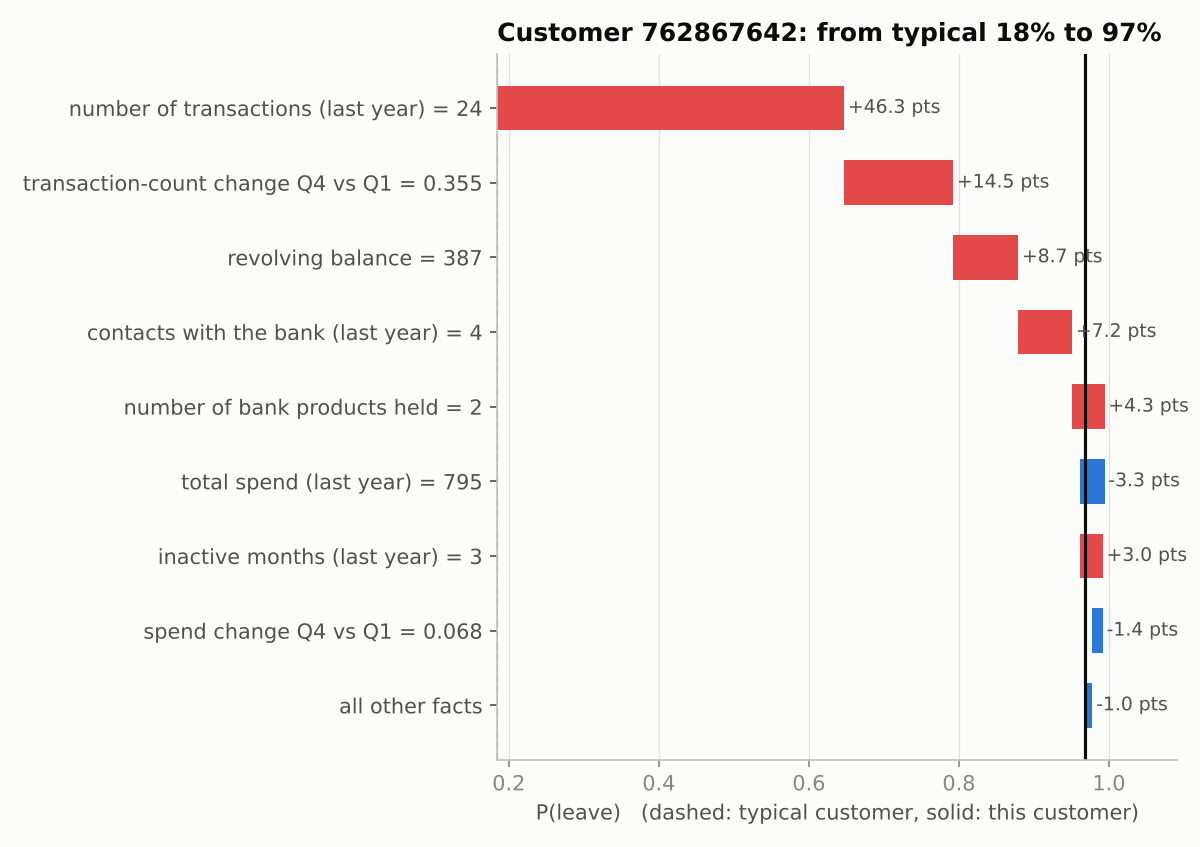 Customer 762867642: from typical 18% to 97%
number of transactions (last year) = 24
+46.3 pts
transaction-count change Q4 vs Q1 = 0.355
+14.5 pts
revolving balance = 387
+8.7 pts
contacts with the bank (last year) = 4
+7.2 pts
number of bank products held = 2
+4.3 pts
total spend (last year) = 795
-3.3 pts
inactive months (last year) = 3
+3.0 pts
spend change Q4 vs Q1 = 0.068
-1.4 pts
all other facts
-1.0 pts
0.2 0.4 0.6 0.8 1.0
P(leave) (dashed: typical customer, solid: this customer)